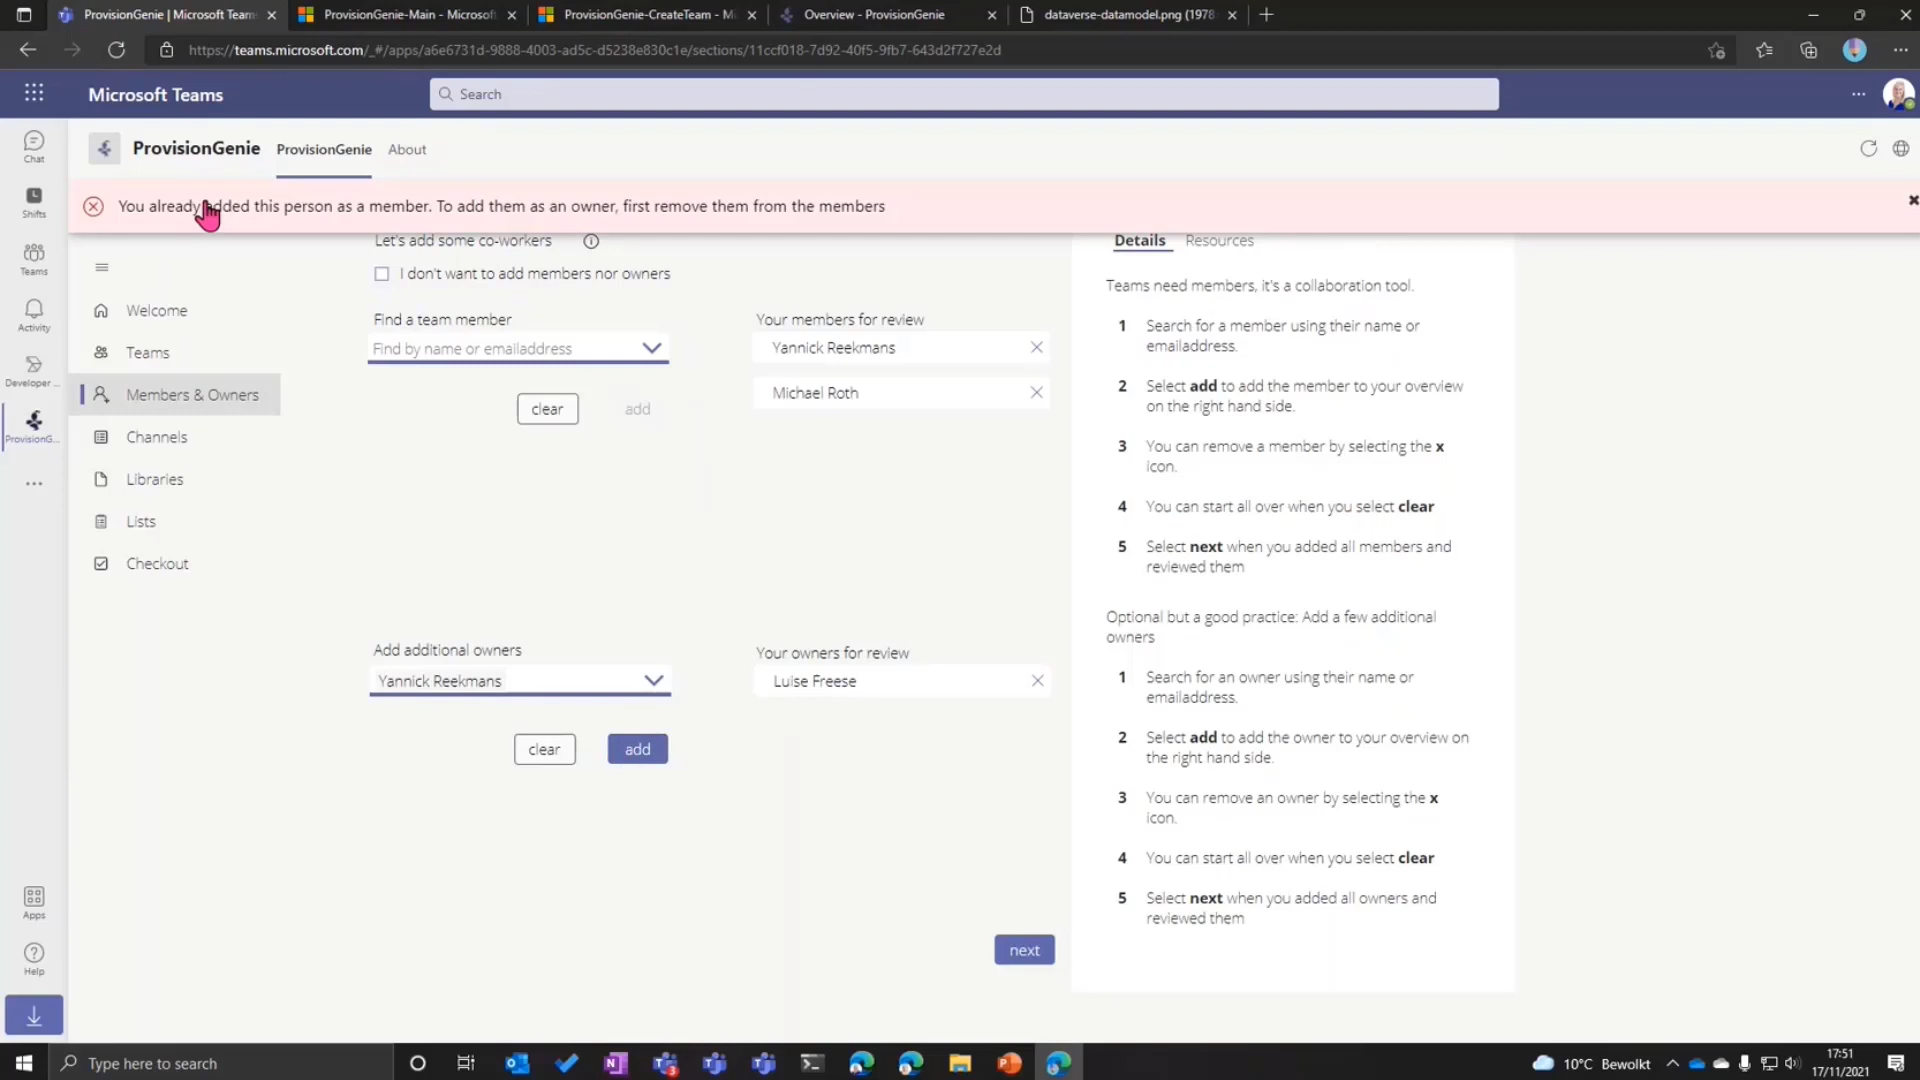 ProvisionGenie | Microsoft Teams
ProvisionGenie-Main - Microsoft
ProvisionGenie-CreateTeam - Mi
Overview - ProvisionGenie
dataverse-datamodel.png (1978
https://teams.microsoft.com/_#/apps/a6e6731d-9888-4003-ad5c-d5238e830c1e/sections/11ccf018-7d92-40f5-9fb7-643d2f727e2d
Microsoft Teams
Search
ProvisionGenie
ProvisionGenie
About
You already added this person as a member. To add them as an owner, first remove them from the members
Chat
Shifts
Teams
Activity
Developer ...
ProvisionG...
Apps
Help
Welcome
Teams
Members & Owners
Channels
Libraries
Lists
Checkout
Let's add some co-workers
I don't want to add members nor owners
Find a team member
Find by name or emailaddress
clear
add
Your members for review
Yannick Reekmans
Michael Roth
Add additional owners
Yannick Reekmans
clear
add
Your owners for review
Luise Freese
next
Details
Resources
Teams need members, it's a collaboration tool.
1 Search for a member using their name or
emailaddress.
2 Select add to add the member to your overview
on the right hand side.
3 You can remove a member by selecting the x
icon.
4 You can start all over when you select clear
5 Select next when you added all members and
reviewed them
Optional but a good practice: Add a few additional
owners
1 Search for an owner using their name or
emailaddress.
2 Select add to add the owner to your overview on
the right hand side.
3 You can remove an owner by selecting the x
icon.
4 You can start all over when you select clear
5 Select next when you added all owners and
reviewed them
Type here to search
10°C Bewolkt
17:51
17/11/2021